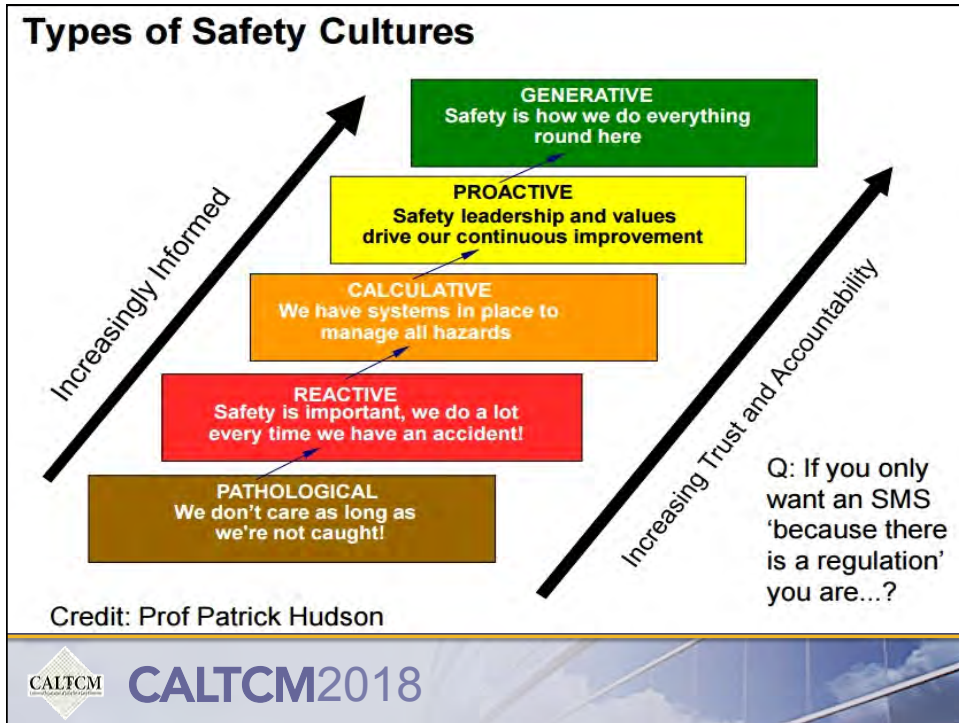 Types of Safety Cultures
GENERATIVE
Safety is how we do everything
round here
PROACTIVE
Safety leadership and values
drive our continuous improvement
CALCULATIVE
We have systems in place to
manage all hazards
REACTIVE
Safety is important, we do a lot
every time we have an accident!
PATHOLOGICAL
We don't care as long as
we're not caught!
Increasingly Informed
Increasing Trust and Accountability
Q: If you only
want an SMS
‘because there
is a regulation’
you are...?
Credit: Prof Patrick Hudson
CALTCM
CALTCM2018